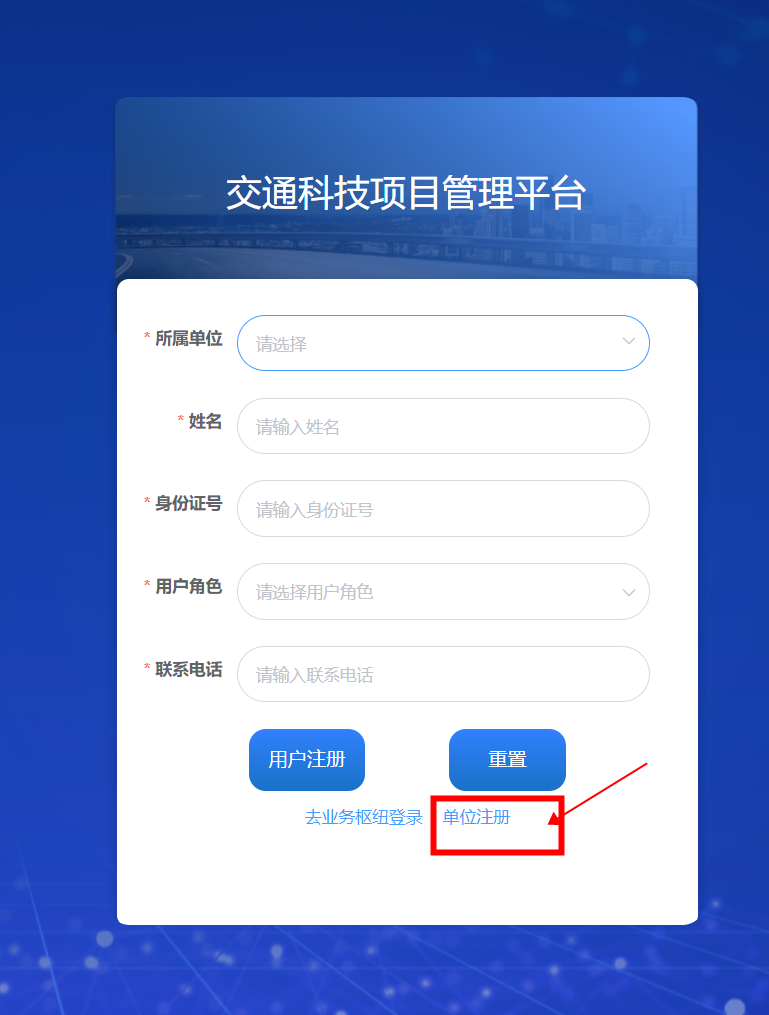 交通科技项目管理平台
* 所属单位 请选择
* 姓名 请输入姓名
* 身份证号 请输入身份证号
* 用户角色 请选择用户角色
* 联系电话 请输入联系电话
用户注册 重置
去业务枢纽登录 单位注册